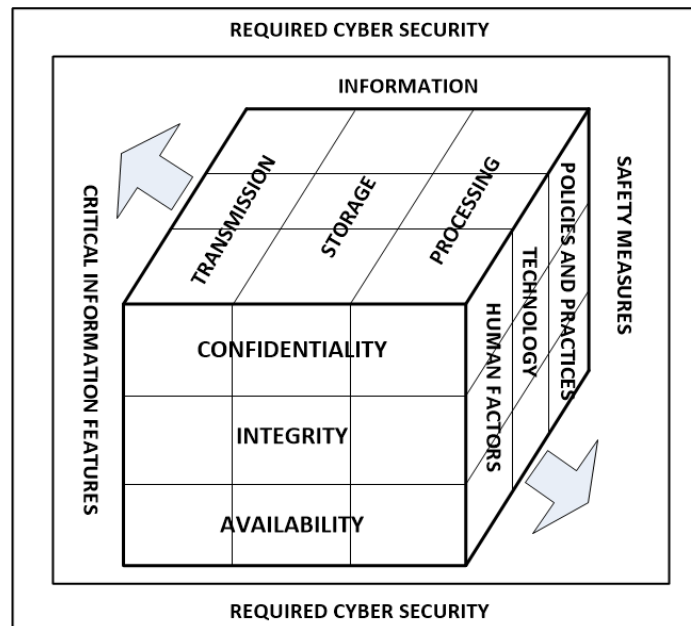 REQUIRED CYBER SECURITY
INFORMATION
CRITICAL INFORMATION FEATURES
TRANSMISSION
STORAGE
PROCESSING
CONFIDENTIALITY
INTEGRITY
AVAILABILITY
HUMAN FACTORS
TECHNOLOGY
POLICIES AND PRACTICES
SAFETY MEASURES
REQUIRED CYBER SECURITY